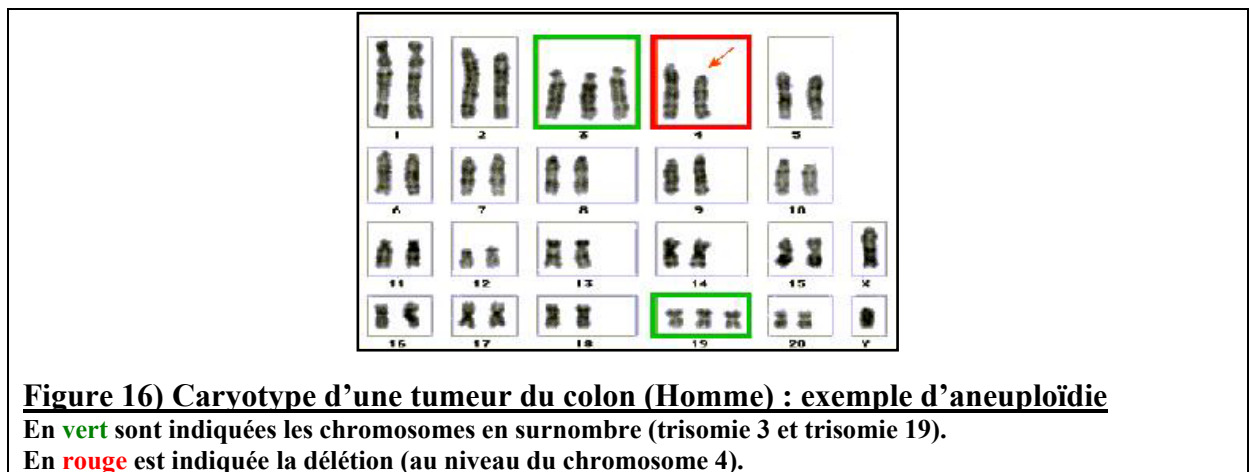 1 2 3 4 5
6 7 8 9 10
11 12 13 14 15 X
16 17 18 19 20 Y
Figure 16) Caryotype d’une tumeur du colon (Homme) : exemple d’aneuploïdie
En vert sont indiquées les chromosomes en surnombre (trisomie 3 et trisomie 19).
En rouge est indiquée la délétion (au niveau du chromosome 4).